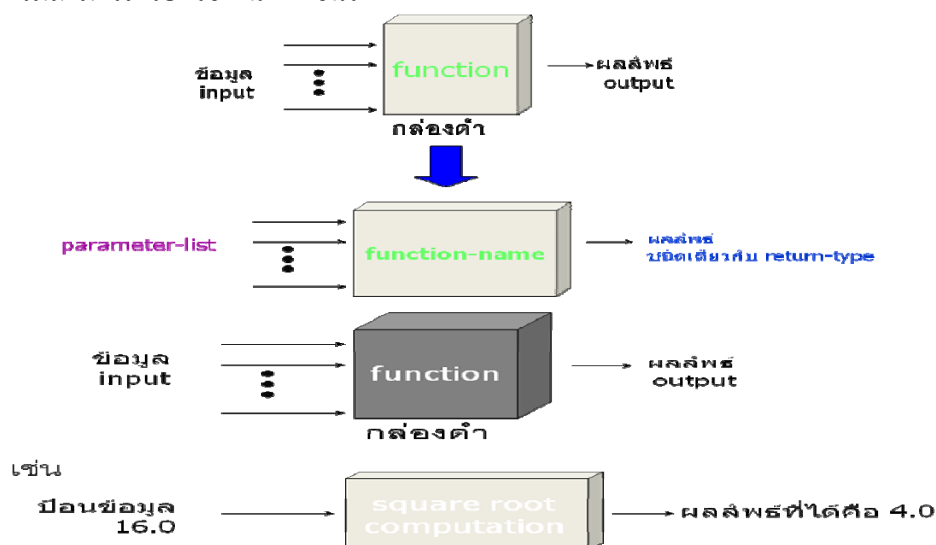 ข้อมูล
input
function
ผลลัพธ์
output
กล่องดำ
parameter-list
function-name
ผลลัพธ์
ชนิดเดียวกับ return-type
ข้อมูล
input
function
ผลลัพธ์
output
กล่องดำ
เช่น
ป้อนข้อมูล
16.0
square root
computation
ผลลัพธ์ที่ได้คือ 4.0